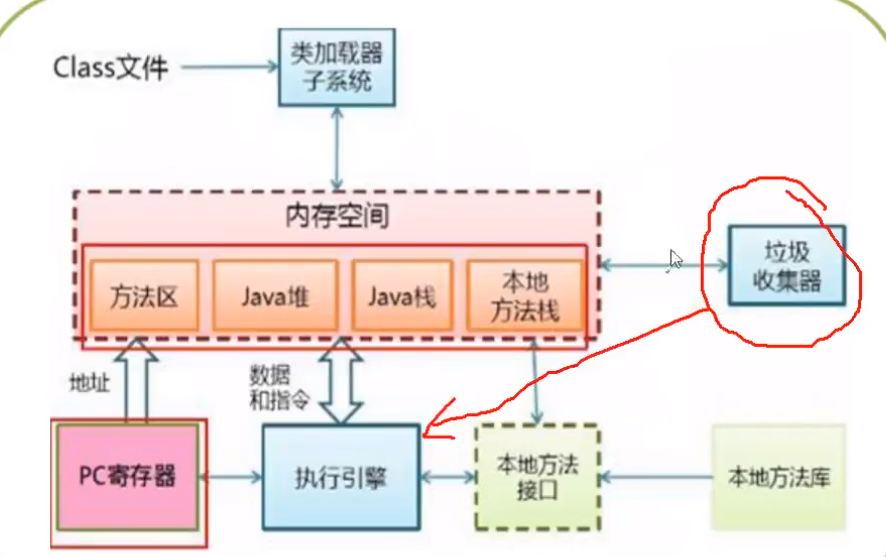 类加载器
子系统
Class文件
内存空间
方法区
Java堆
Java栈
本地
方法栈
垃圾
收集器
地址
数据
和指令
PC寄存器
执行引擎
本地方法
接口
本地方法库